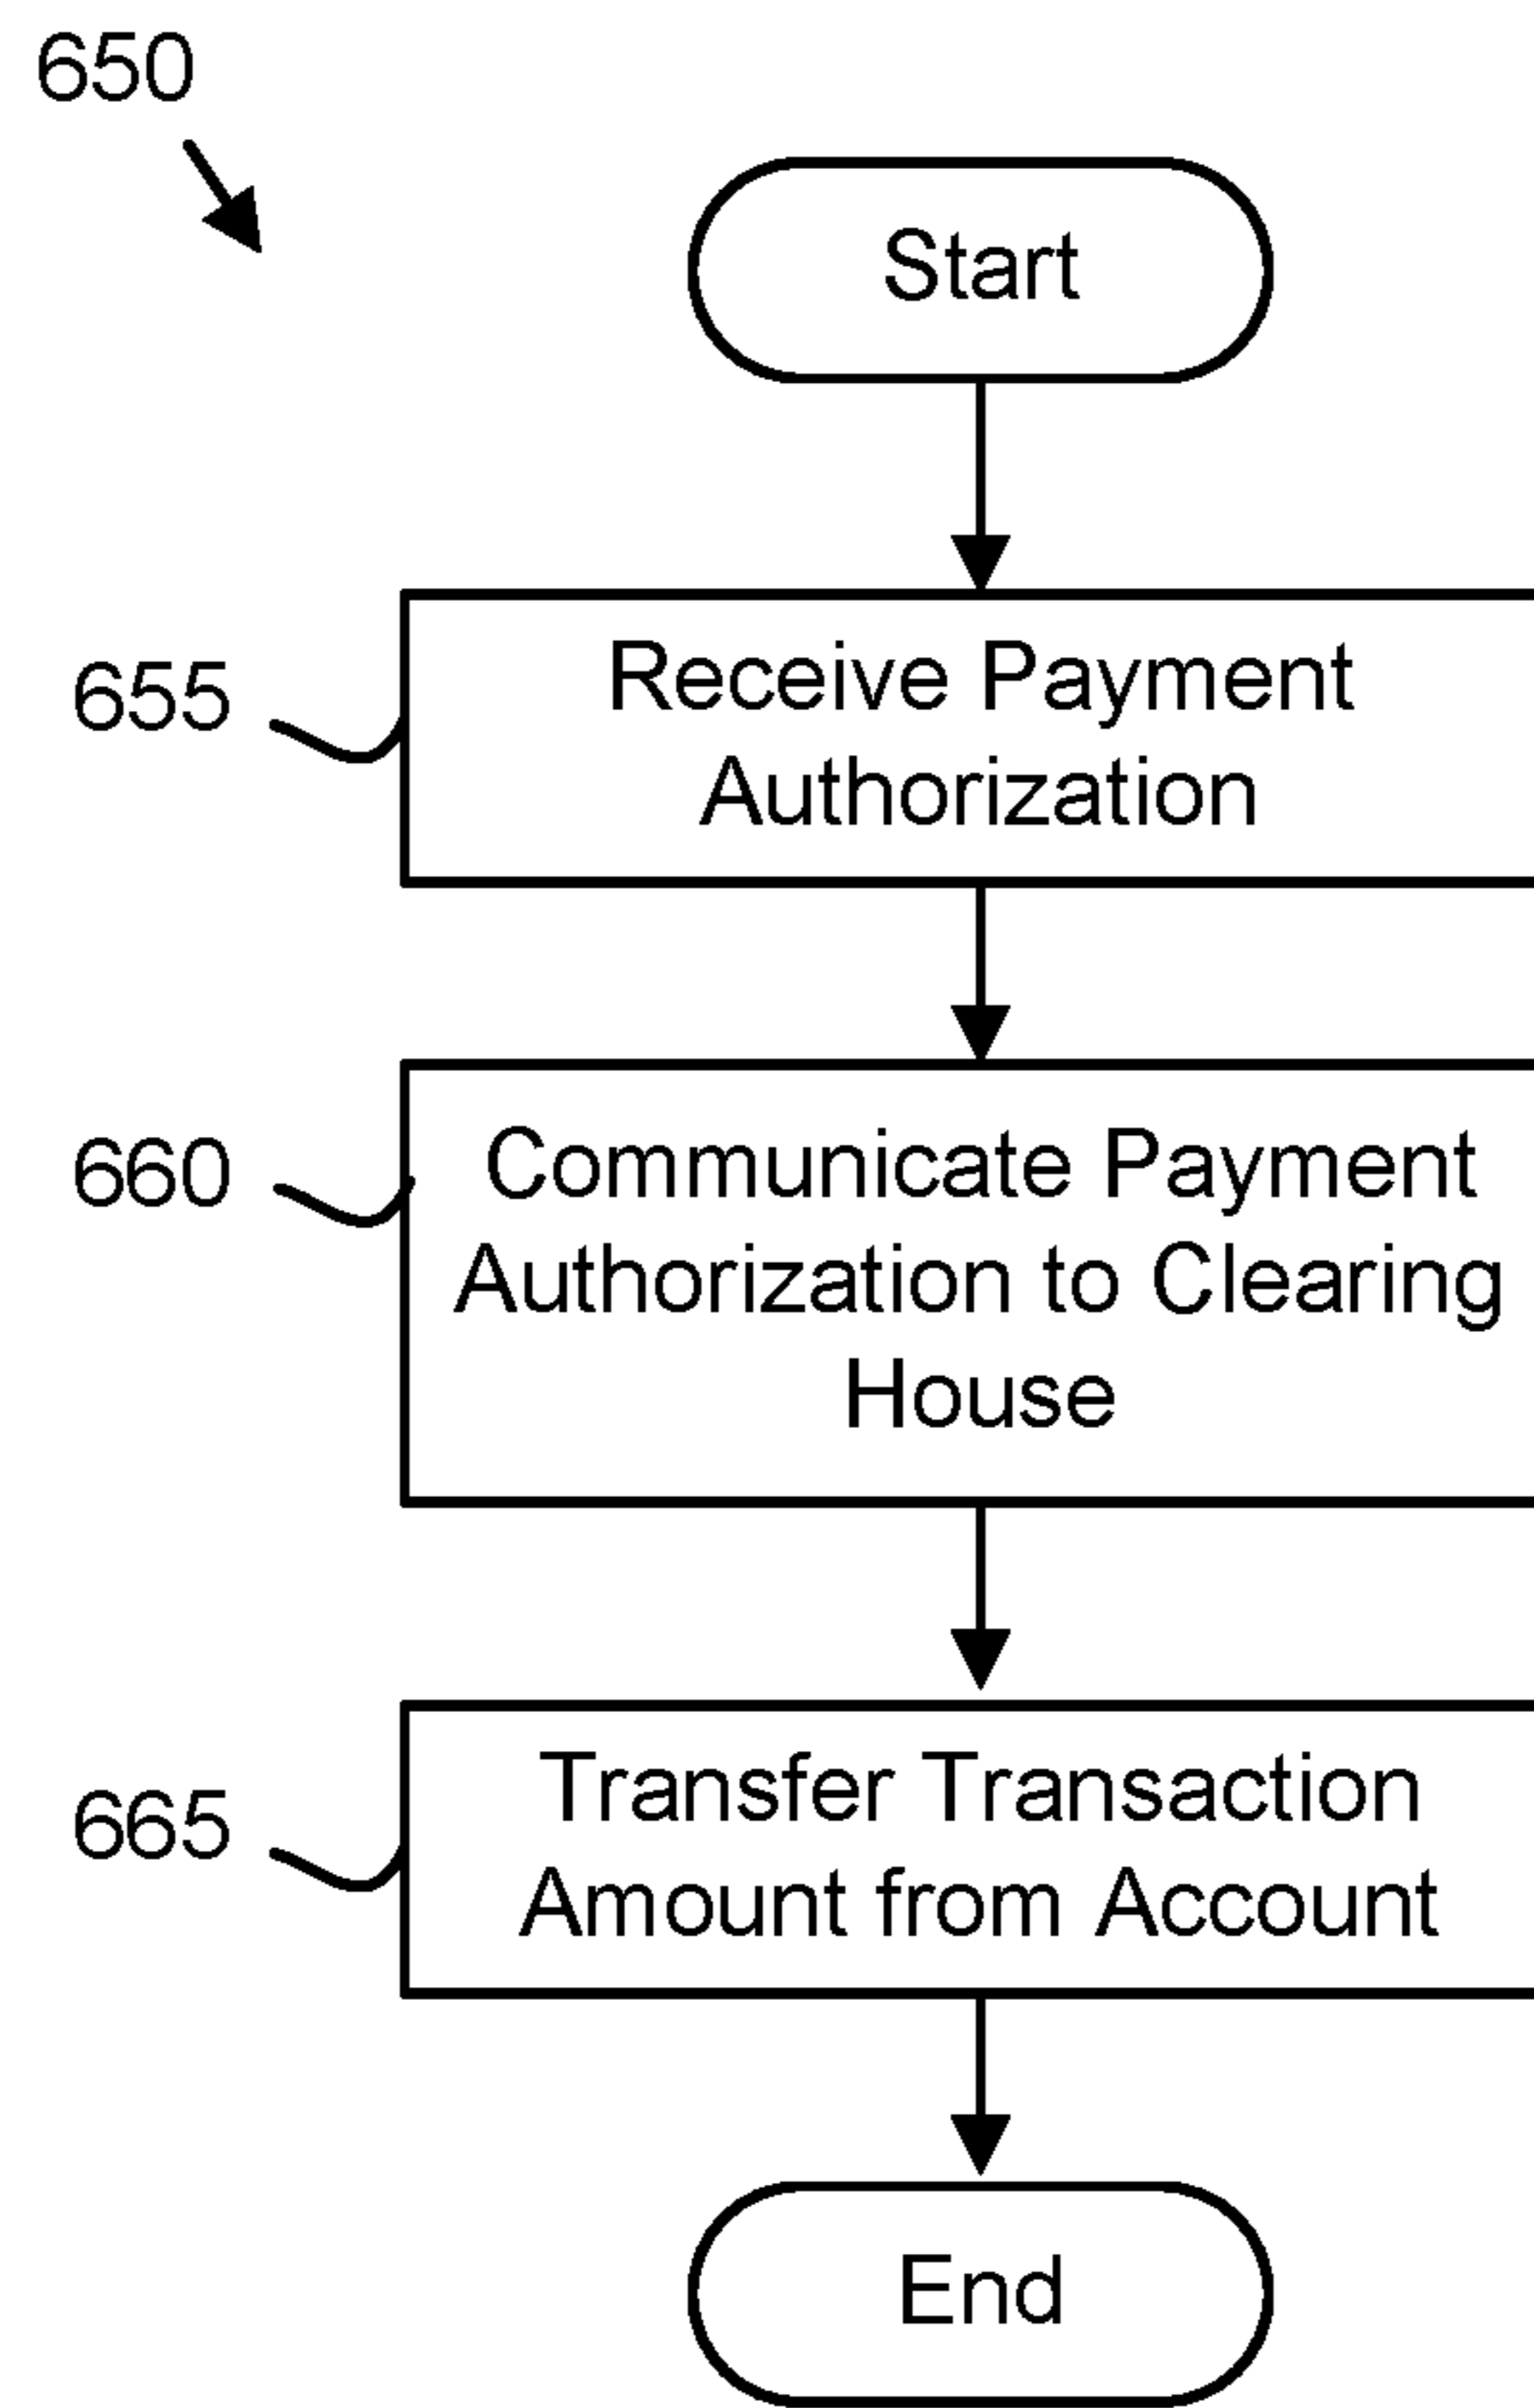 650
Start
655
Receive Payment
Authorization
660
Communicate Payment
Authorization to Clearing
House
665
Transfer Transaction
Amount from Account
End